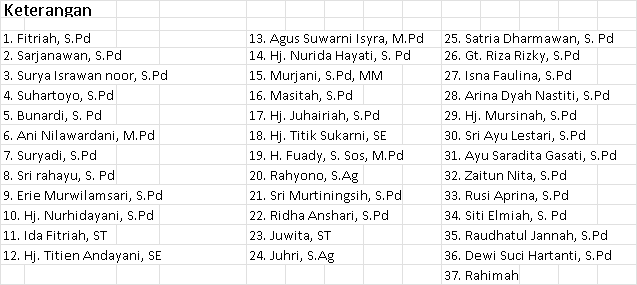 Keterangan
1. Fitriah, S.Pd
2. Sarjanawan, S.Pd
3. Surya Israwan noor, S.Pd
4. Suhartoyo, S.Pd
5. Bunardi, S. Pd
6. Ani Nilawardani, M.Pd
7. Suryadi, S.Pd
8. Sri rahayu, S. Pd
9. Erie Murwilamsari, S.Pd
10. Hj. Nurhidayani, S.Pd
11. Ida Fitriah, ST
12. Hj. Titien Andayani, SE
13. Agus Suwarni Isyra, M.Pd
14. Hj. Nurida Hayati, S. Pd
15. Murjani, S.Pd, MM
16. Masitah, S.Pd
17. Hj. Juhairiah, S.Pd
18. Hj. Titik Sukarni, SE
19. H. Fuady, S. Sos, M.Pd
20. Rahyono, S.Ag
21. Sri Murtiningsih, S.Pd
22. Ridha Anshari, S.Pd
23. Juwita, ST
24. Juhri, S.Ag
25. Satria Dharmawan, S. Pd
26. Gt. Riza Rizky, S.Pd
27. Isna Faulina, S.Pd
28. Arina Dyah Nastiti, S.Pd
29. Hj. Mursinah, S.Pd
30. Sri Ayu Lestari, S.Pd
31. Ayu Saradita Gasati, S.Pd
32. Zaitun Nita, S.Pd
33. Rusi Aprina, S.Pd
34. Siti Elmiah, S. Pd
35. Raudhatul Jannah, S.Pd
36. Dewi Suci Hartanti, S.Pd
37. Rahimah